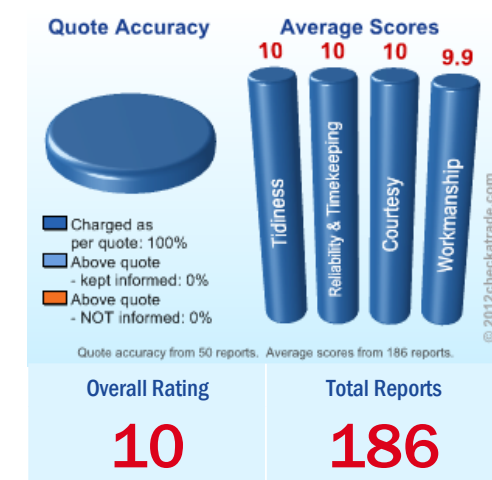 Quote Accuracy
Average Scores
10
10
10
9.9
Tidiness
Reliability & Timekeeping
Courtesy
Workmanship
Charged as
per quote: 100%
Above quote
- kept informed: 0%
Above quote
- NOT informed: 0%
© 2012checkatrade.com
Quote accuracy from 50 reports. Average scores from 186 reports.
Overall Rating
Total Reports
10
186